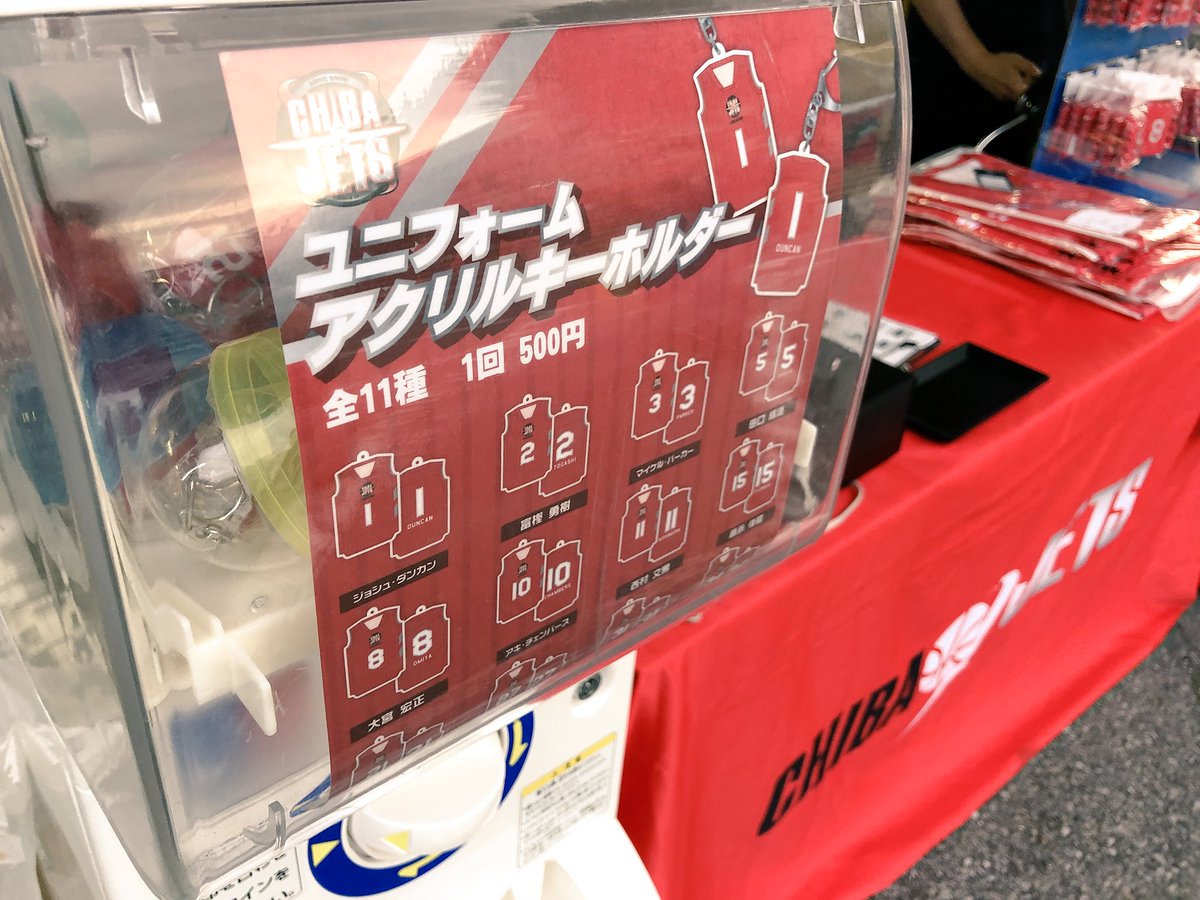 CHIBA
JETS
ユニフォーム
アクリルキーホルダー
全11種 1回 500円
1
1
DUNCAN
1
1
DUNCAN
ジョシュ・ダンカン
2
2
TOGASHI
富樫 勇樹
3
3
PARKER
マイケル・パーカー
5
5
8
8
OMIYA
大宮 宏正
10
10
CHAMBERS
アキ・チェンバース
11
11
西村 文男
15
15
CHIBA JETS
8